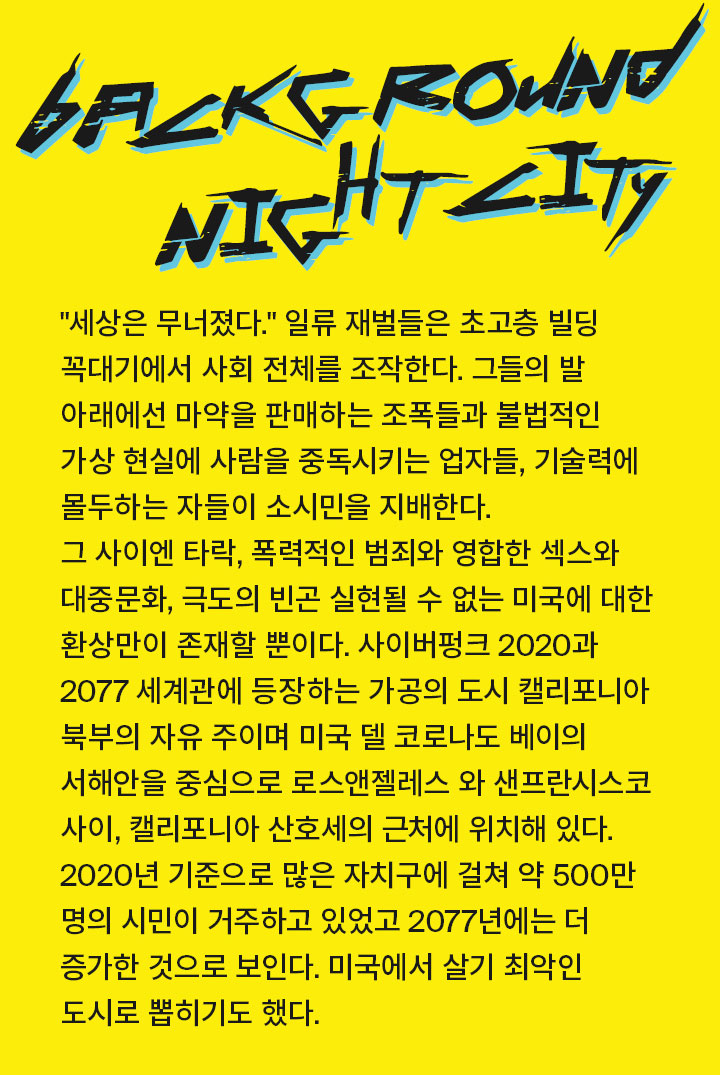 BACKGROUND
NIGHT CITY
"세상은 무너졌다." 일류 재벌들은 초고층 빌딩
꼭대기에서 사회 전체를 조작한다. 그들의 발
아래에선 마약을 판매하는 조폭들과 불법적인
가상 현실에 사람을 중독시키는 업자들, 기술력에
몰두하는 자들이 소시민을 지배한다.
그 사이엔 타락, 폭력적인 범죄와 영합한 섹스와
대중문화, 극도의 빈곤 실현될 수 없는 미국에 대한
환상만이 존재할 뿐이다. 사이버펑크 2020과
2077 세계관에 등장하는 가공의 도시 캘리포니아
북부의 자유 주이며 미국 델 코로나도 베이의
서해안을 중심으로 로스앤젤레스 와 샌프란시스코
사이, 캘리포니아 산호세의 근처에 위치해 있다.
2020년 기준으로 많은 자치구에 걸쳐 약 500만
명의 시민이 거주하고 있었고 2077년에는 더
증가한 것으로 보인다. 미국에서 살기 최악인
도시로 뽑히기도 했다.